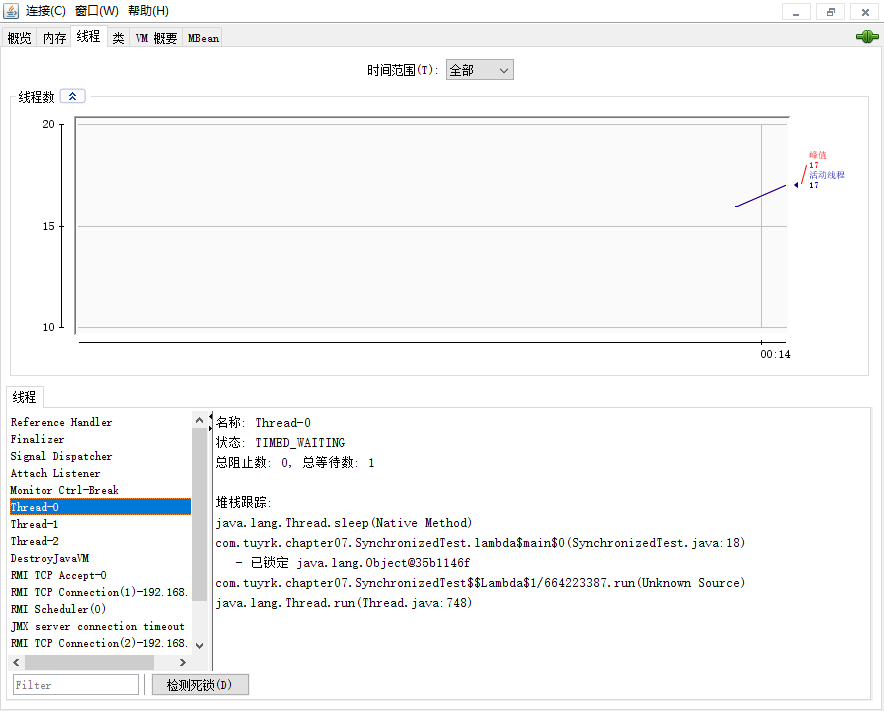 连接(C) 窗口(W) 帮助(H)
概览 内存 线程 类 VM 概要 MBean
时间范围(T): 全部
线程数
20
15
10
峰值
17
活动线程
17
00:14
线程
Reference Handler
Finalizer
Signal Dispatcher
Attach Listener
Monitor Ctrl-Break
Thread-0
Thread-1
Thread-2
DestroyJavaVM
RMI TCP Accept-0
RMI TCP Connection(1)-192.168.
RMI Scheduler(0)
JMX server connection timeout
RMI TCP Connection(2)-192.168.
名称: Thread-0
状态: TIMED_WAITING
总阻止数: 0, 总等待数: 1
堆栈跟踪:
java.lang.Thread.sleep(Native Method)
com.tuyrk.chapter07.SynchronizedTest.lambda$main$0(SynchronizedTest.java:18)
- 已锁定 java.lang.Object@35b1146f
com.tuyrk.chapter07.SynchronizedTest$$Lambda$1/664223387.run(Unknown Source)
java.lang.Thread.run(Thread.java:748)
Filter
检测死锁(D)